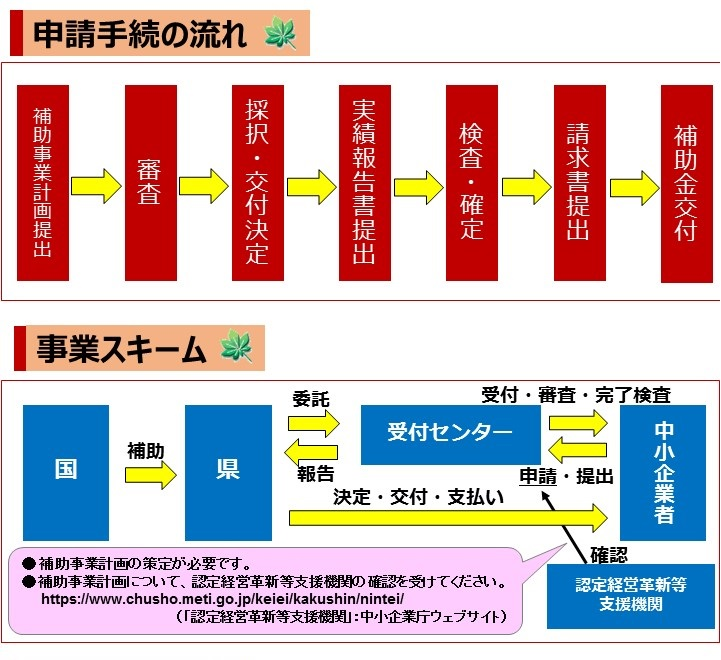 申請手続の流れ
補助事業計画提出
審査
採択・交付決定
実績報告書提出
検査・確定
請求書提出
補助金交付
事業スキーム
国
補助
県
委託
報告
受付センター
受付・審査・完了検査
申請・提出
中小企業者
決定・交付・支払い
確認
認定経営革新等
支援機関
●補助事業計画の策定が必要です。
●補助事業計画について、認定経営革新等支援機関の確認を受けてください。
https://www.chusho.meti.go.jp/keiei/kakushin/nintei/
(「認定経営革新等支援機関」:中小企業庁ウェブサイト)